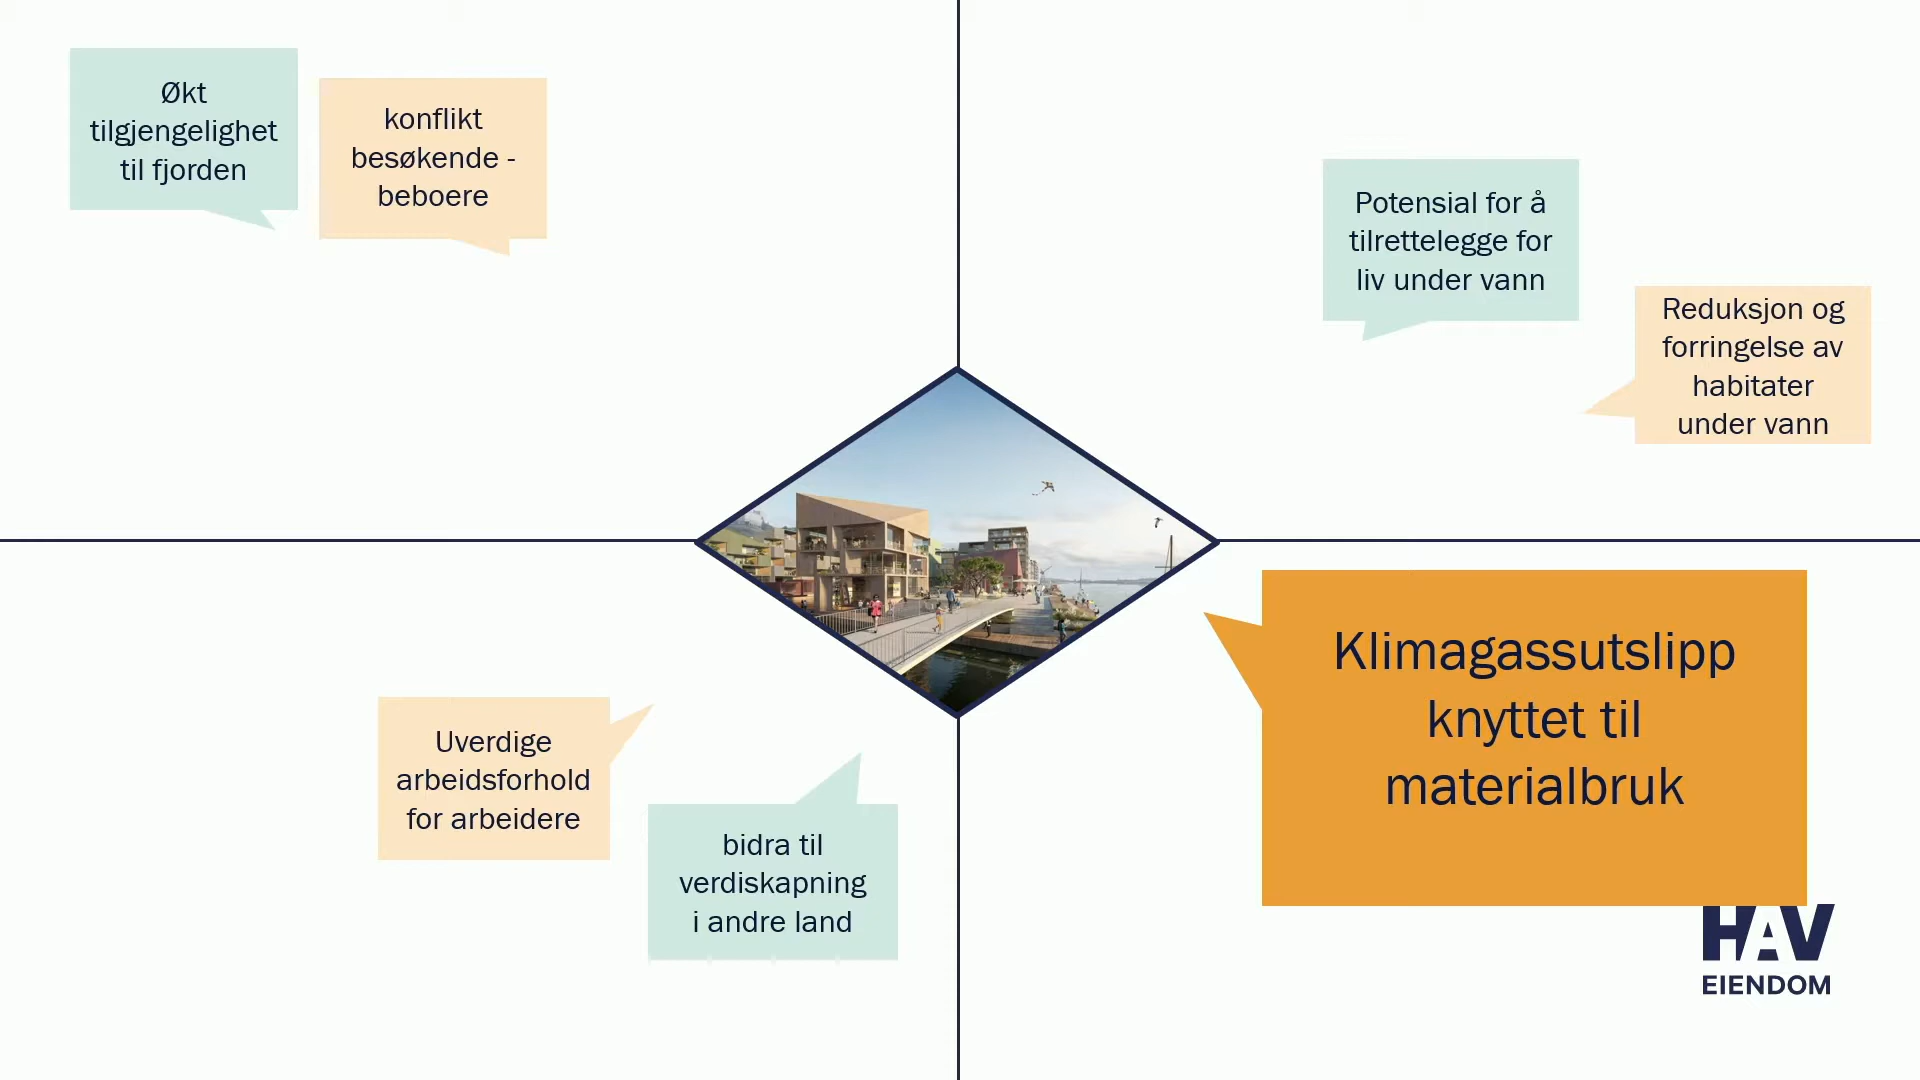 Økt
tilgjengelighet
til fjorden
konflikt
besøkende -
beboere
Potensial for å
tilrettelegge for
liv under vann
Reduksjon og
forringelse av
habitater
under vann
Uverdige
arbeidsforhold
for arbeidere
bidra til
verdiskapning
i andre land
Klimagassutslipp
knyttet til
materialbruk
HAV
EIENDOM